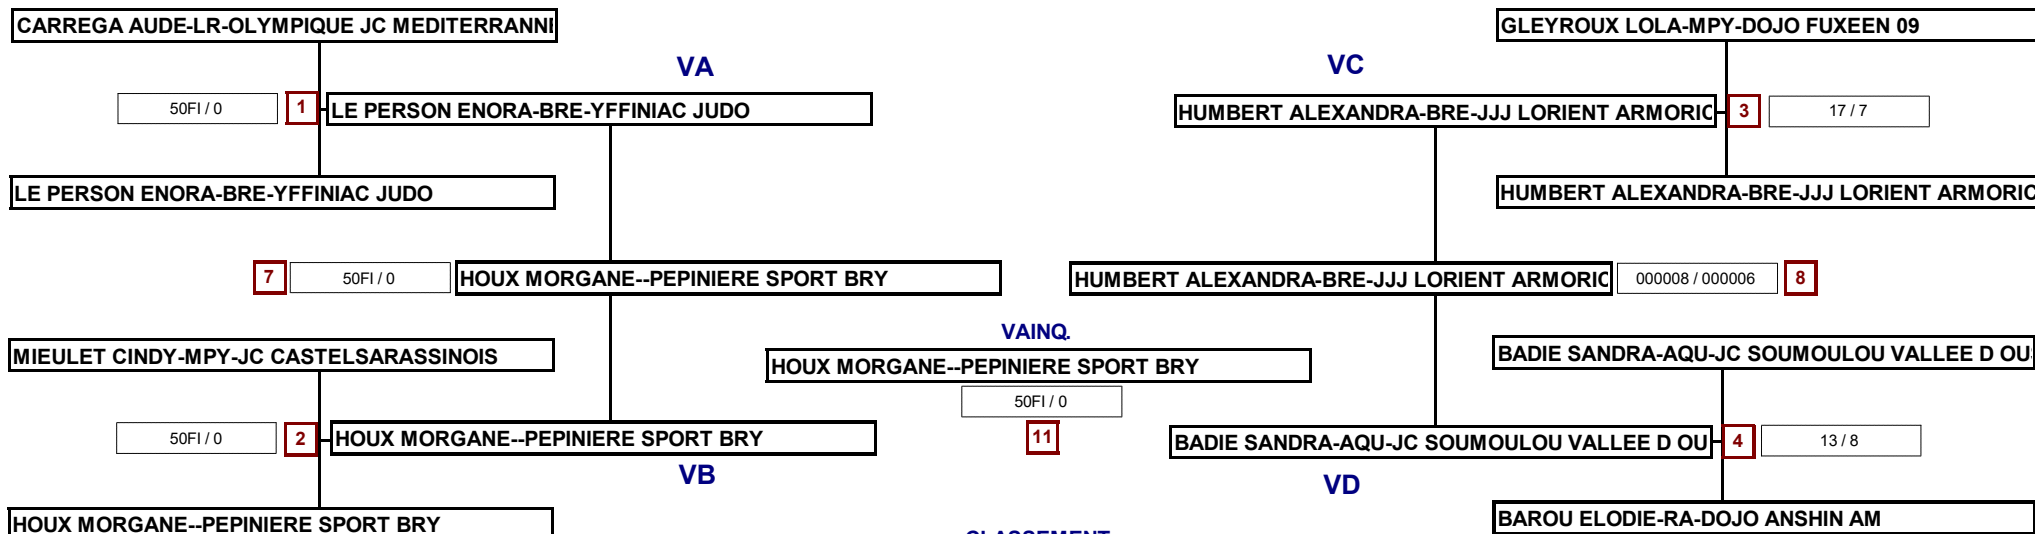 CARREGA AUDE-LR-OLYMPIQUE JC MEDITERRANNE
GLEYROUX LOLA-MPY-DOJO FUXEEN 09
VA
VC
50FI / 0
1
LE PERSON ENORA-BRE-YFFINIAC JUDO
HUMBERT ALEXANDRA-BRE-JJJ LORIENT ARMORIC
3
17 / 7
LE PERSON ENORA-BRE-YFFINIAC JUDO
HUMBERT ALEXANDRA-BRE-JJJ LORIENT ARMORIC
7
50FI / 0
HOUX MORGANE--PEPINIERE SPORT BRY
HUMBERT ALEXANDRA-BRE-JJJ LORIENT ARMORIC
000008 / 000006
8
VAINQ.
MIEULET CINDY-MPY-JC CASTELSARASSINOIS
HOUX MORGANE--PEPINIERE SPORT BRY
BADIE SANDRA-AQU-JC SOUMOULOU VALLEE D OU
50FI / 0
50FI / 0
2
HOUX MORGANE--PEPINIERE SPORT BRY
11
BADIE SANDRA-AQU-JC SOUMOULOU VALLEE D OU
4
13 / 8
VB
VD
HOUX MORGANE--PEPINIERE SPORT BRY
BAROU ELODIE-RA-DOJO ANSHIN AM
CLASSEMENT